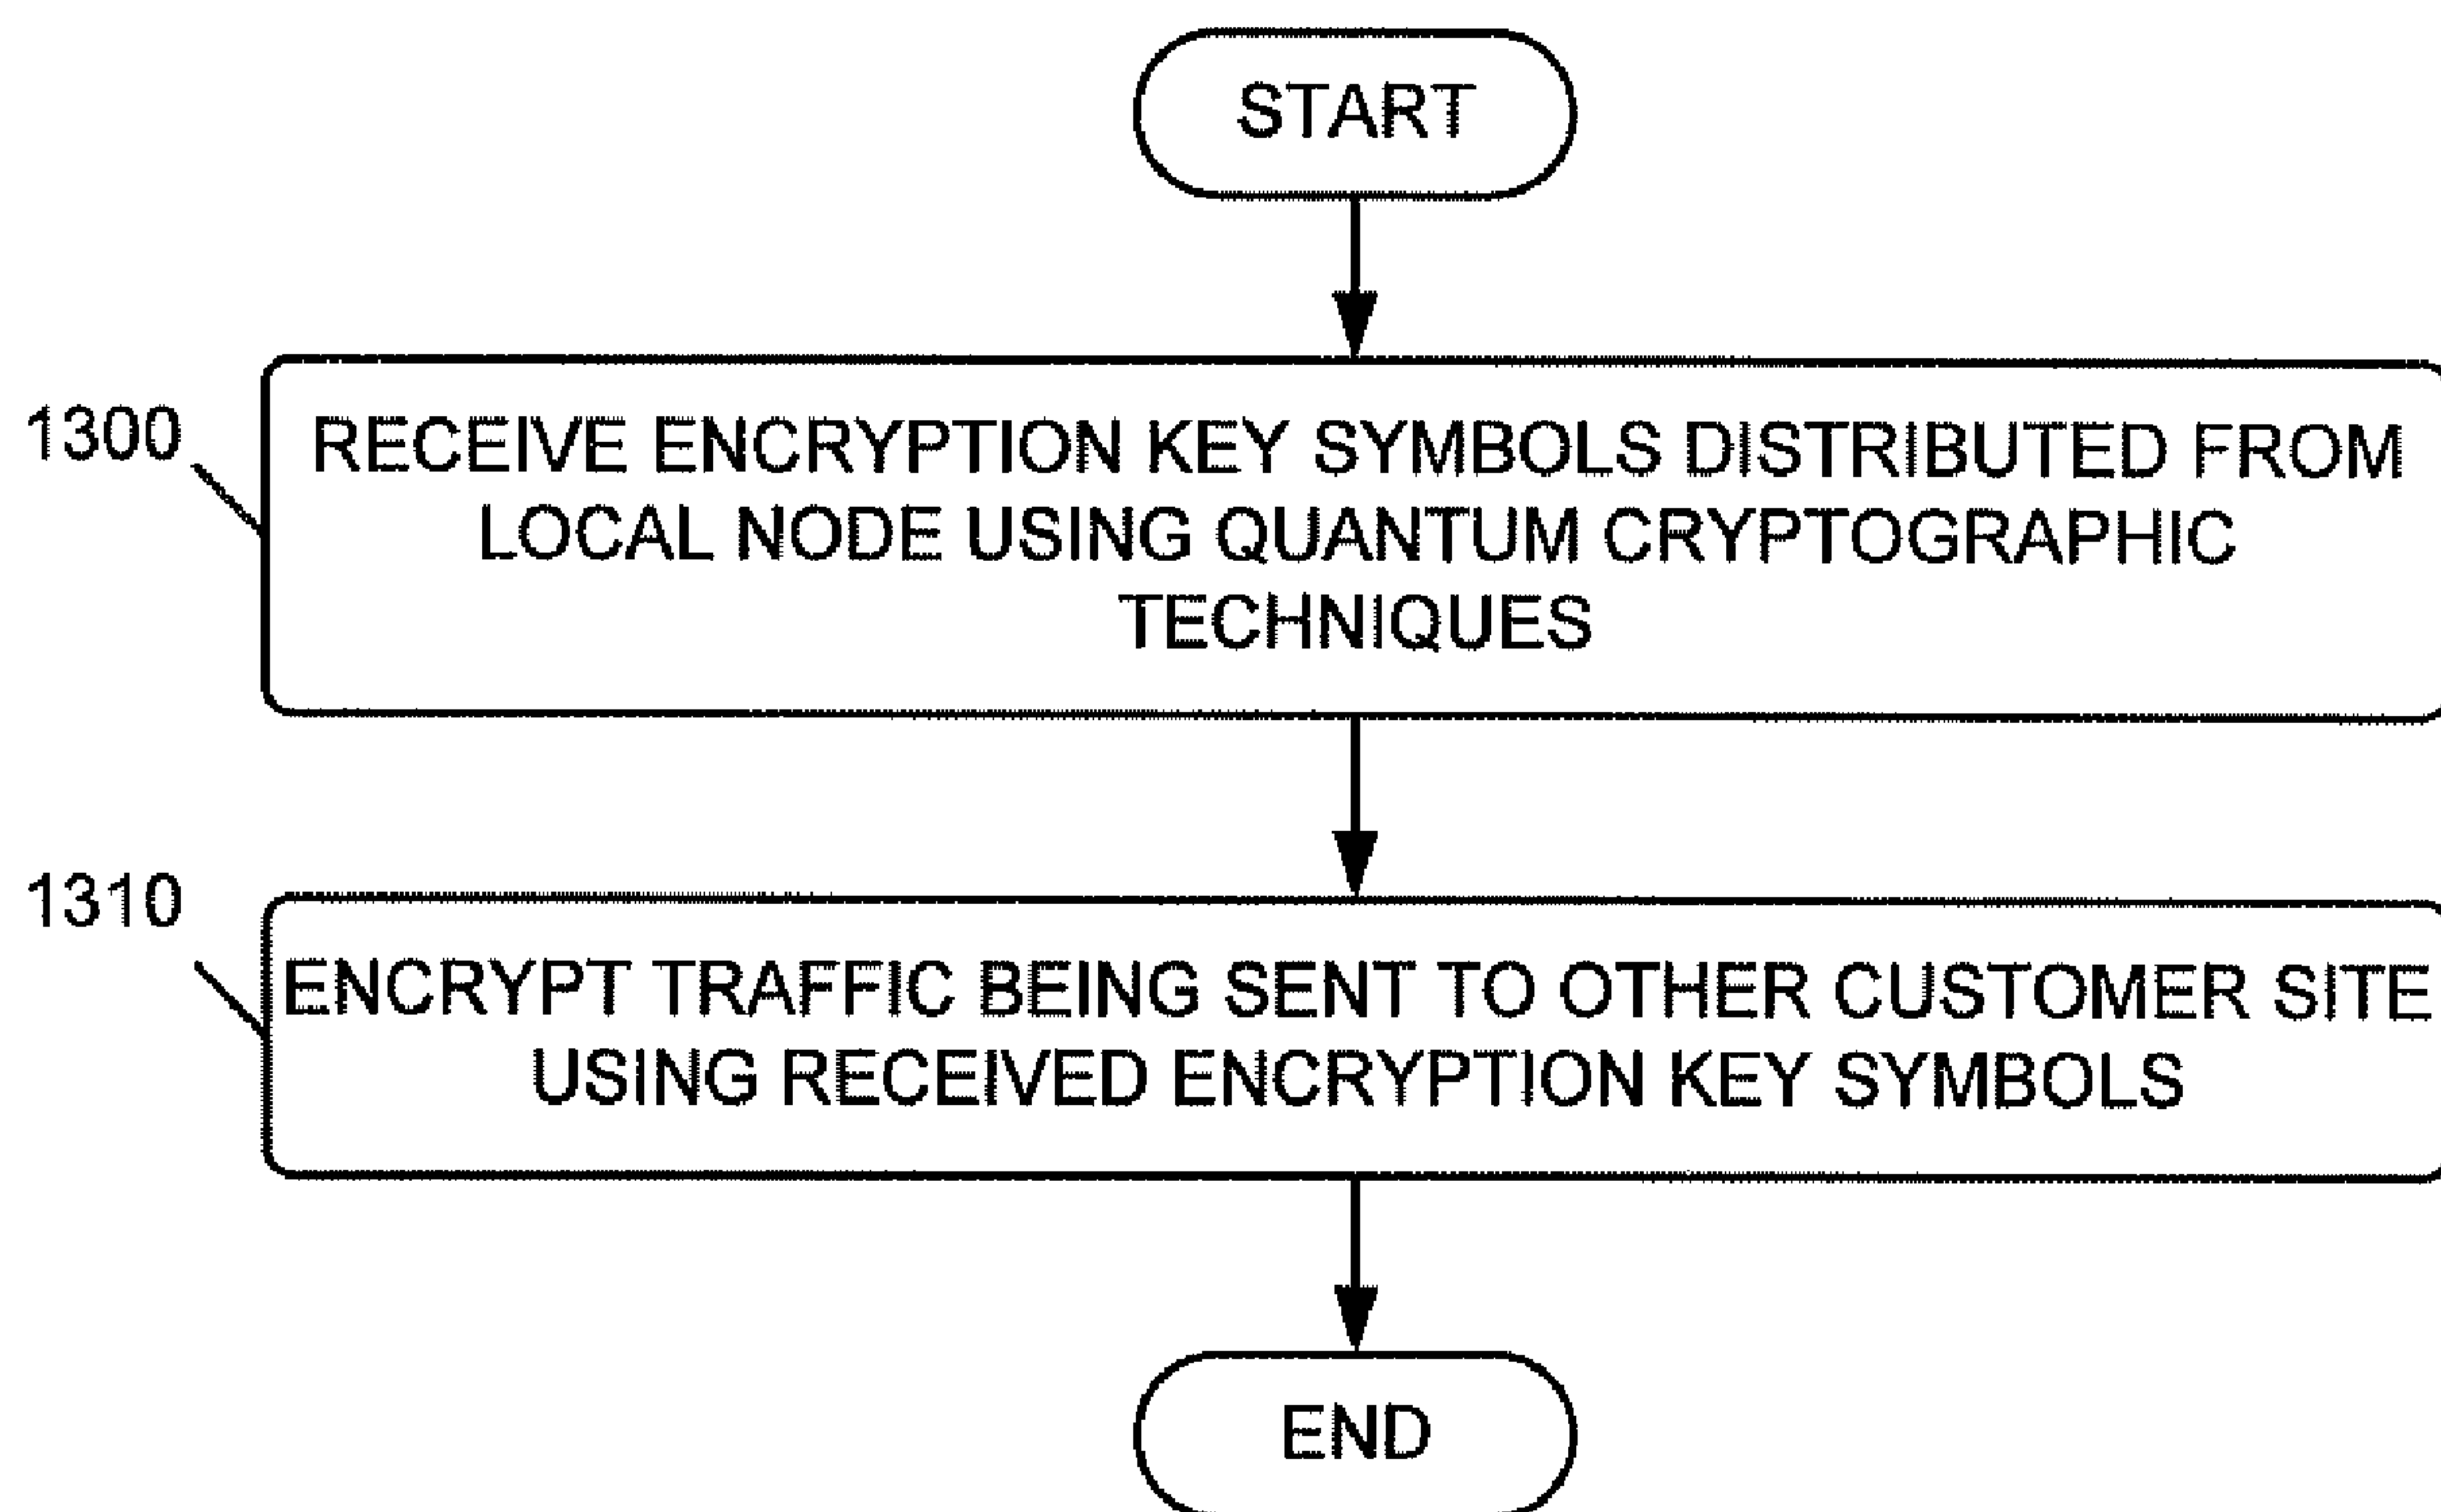 START
1300
RECEIVE ENCRYPTION KEY SYMBOLS DISTRIBUTED FROM
LOCAL NODE USING QUANTUM CRYPTOGRAPHIC
TECHNIQUES
1310
ENCRYPT TRAFFIC BEING SENT TO OTHER CUSTOMER SITE
USING RECEIVED ENCRYPTION KEY SYMBOLS
END